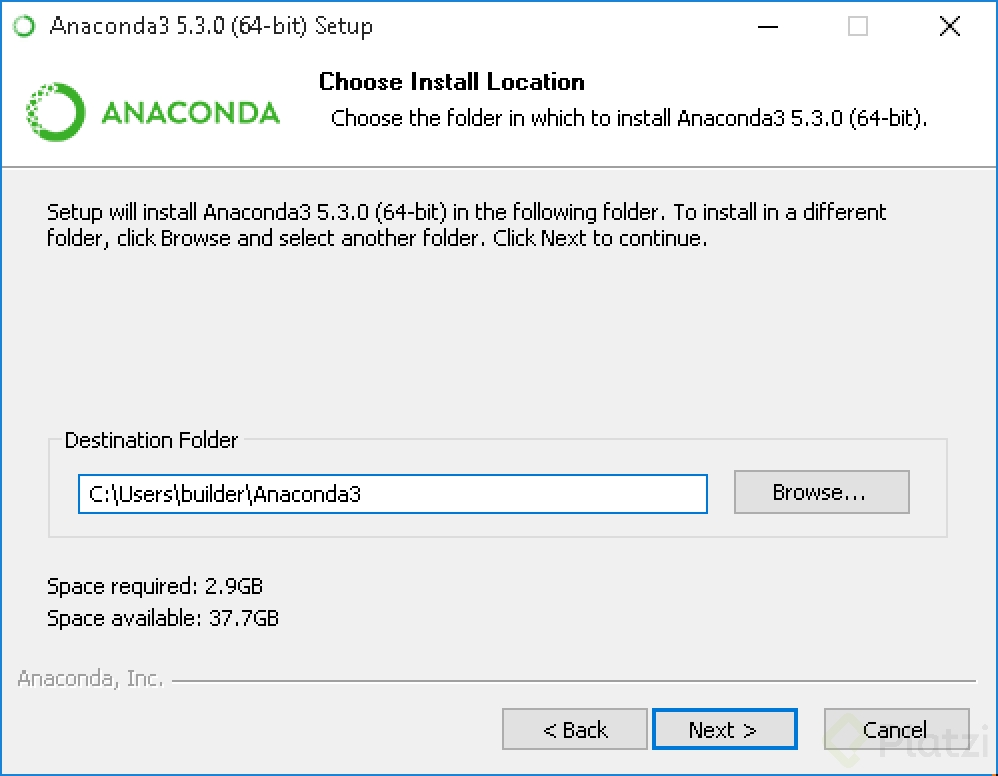 Anaconda3 5.3.0 (64-bit) Setup
ANACONDA
Choose Install Location
Choose the folder in which to install Anaconda3 5.3.0 (64-bit).
Setup will install Anaconda3 5.3.0 (64-bit) in the following folder. To install in a different
folder, click Browse and select another folder. Click Next to continue.
Destination Folder
C:\Users\builder\Anaconda3
Browse...
Space required: 2.9GB
Space available: 37.7GB
Anaconda, Inc.
< Back
Next >
Cancel
Platzi